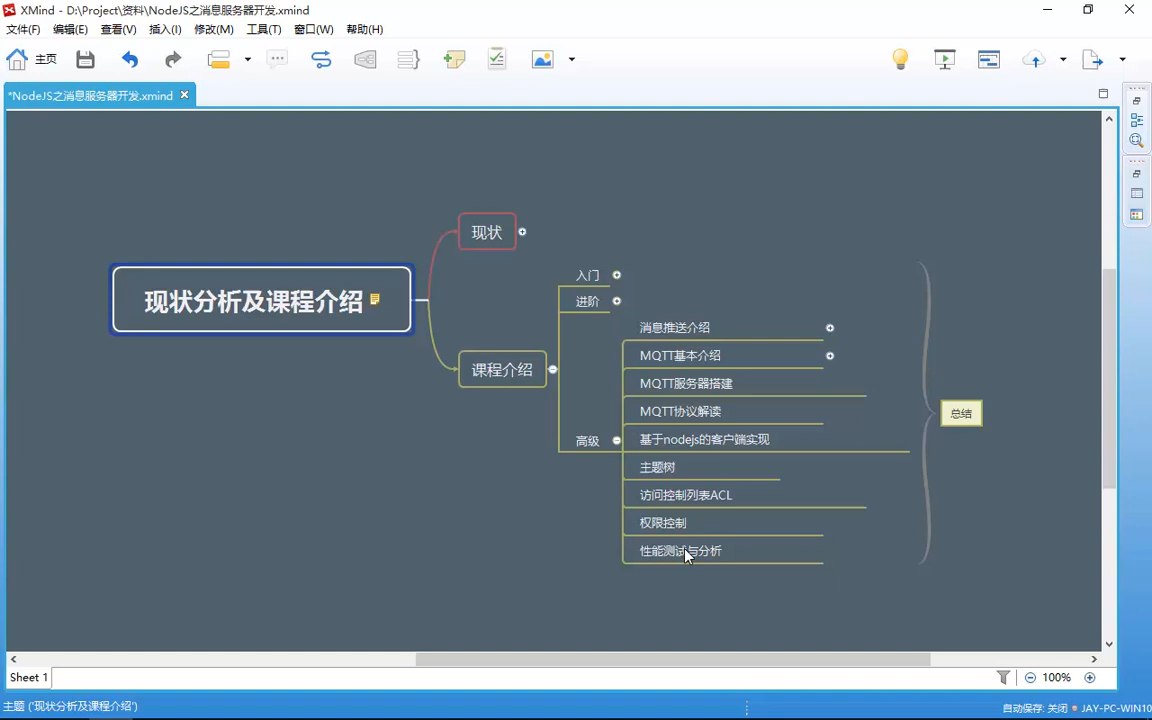 XMind - D:\Project\资料\NodeJS之消息服务器开发.xmind
文件(F) 编辑(E) 查看(V) 插入(I) 修改(M) 工具(T) 窗口(W) 帮助(H)
主页
*NodeJS之消息服务器开发.xmind
现状分析及课程介绍
现状
课程介绍
入门
进阶
高级
消息推送介绍
MQTT基本介绍
MQTT服务器搭建
MQTT协议解读
基于nodejs的客户端实现
主题树
访问控制列表ACL
权限控制
性能测试与分析
总结
Sheet 1
100%
主题 ('现状分析及课程介绍')
自动保存: 关闭
JAY-PC-WIN10